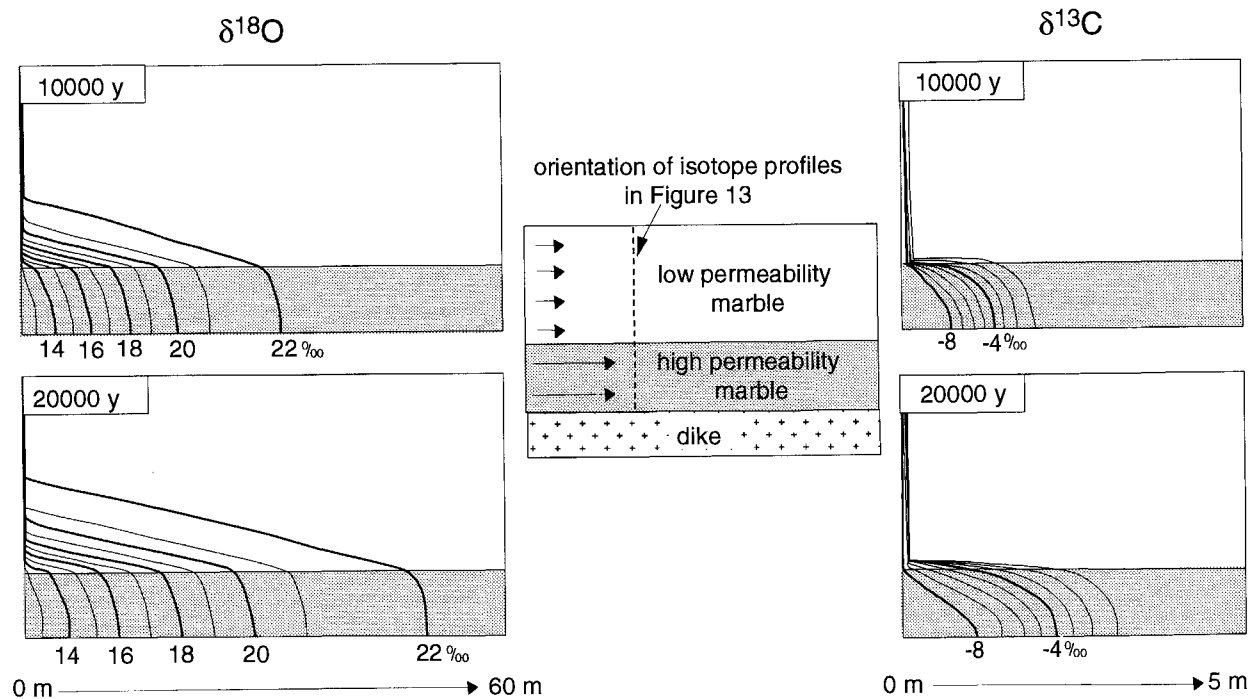 δ18O
10000 y
14 16 18 20 22‰
20000 y
14 16 18 20 22‰
0 m 60 m
orientation of isotope profiles
in Figure 13
low permeability
marble
high permeability
marble
dike
δ13C
10000 y
-8 -4‰
20000 y
-8 -4‰
0 m 5 m